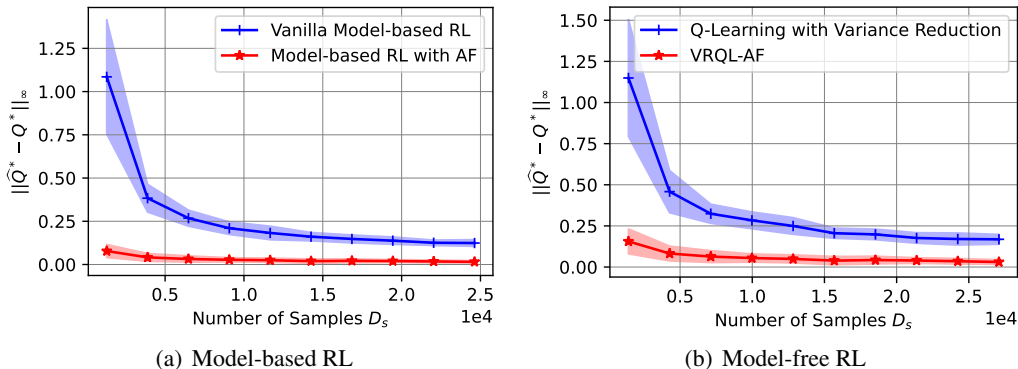 Vanilla Model-based RL
Model-based RL with AF
1.25
1.00
0.75
0.50
0.25
0.00
||Q̂* − Q*||∞
0.5 1.0 1.5 2.0 2.5
Number of Samples Dₛ
1e4
(a) Model-based RL
Q-Learning with Variance Reduction
VRQL-AF
1.50
1.25
1.00
0.75
0.50
0.25
0.00
||Q̂* − Q*||∞
0.5 1.0 1.5 2.0 2.5
Number of Samples Dₛ
1e4
(b) Model-free RL